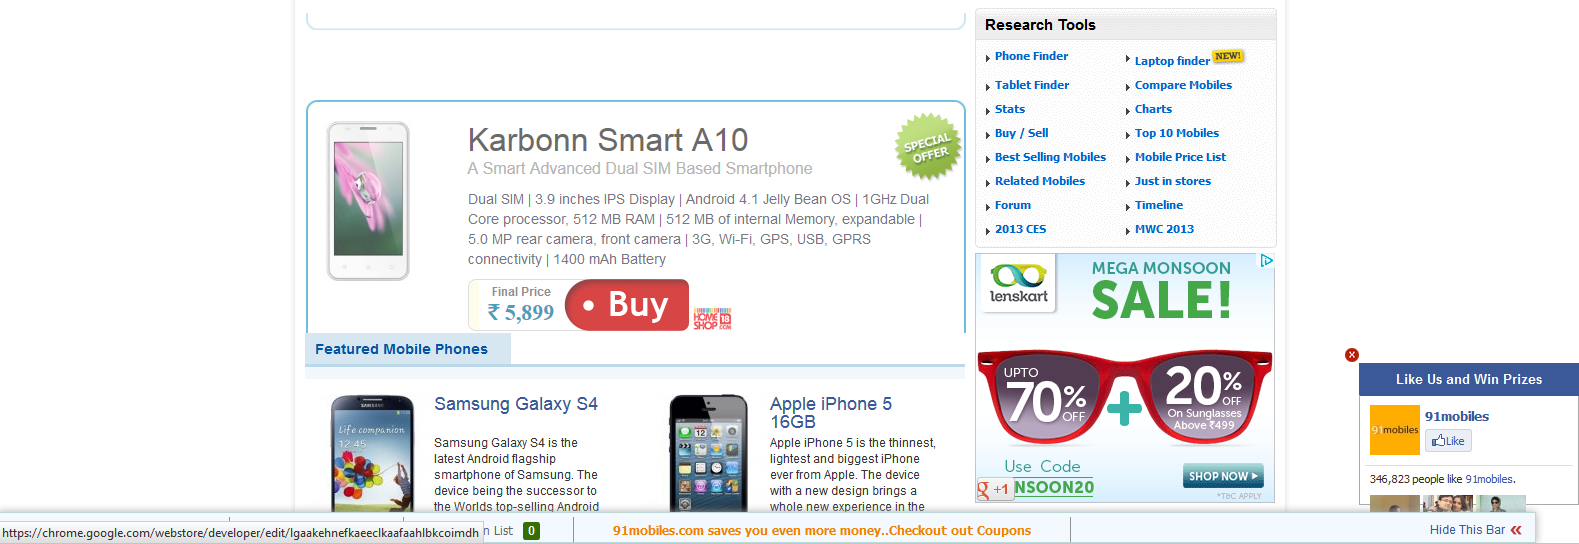 Karbonn Smart A10
A Smart Advanced Dual SIM Based Smartphone
SPECIAL
OFFER
Dual SIM | 3.9 inches IPS Display | Android 4.1 Jelly Bean OS | 1GHz Dual
Core processor, 512 MB RAM | 512 MB of internal Memory, expandable |
5.0 MP rear camera, front camera | 3G, Wi-Fi, GPS, USB, GPRS
connectivity | 1400 mAh Battery
Final Price
₹ 5,899
Buy
HOME
SHOP 18
.COM
Featured Mobile Phones
SAMSUNG
Life companion
12:45
Samsung Galaxy S4
Samsung Galaxy S4 is the
latest Android flagship
smartphone of Samsung. The
device being the successor to
the Worlds top-selling Android
Apple iPhone 5
16GB
Apple iPhone 5 is the thinnest,
lightest and biggest iPhone
ever from Apple. The device
with a new design brings a
whole new experience in the
Research Tools
Phone Finder
Laptop finder NEW!
Tablet Finder
Compare Mobiles
Stats
Charts
Buy / Sell
Top 10 Mobiles
Best Selling Mobiles
Mobile Price List
Related Mobiles
Just in stores
Forum
Timeline
2013 CES
MWC 2013
lenskart
MEGA MONSOON
SALE!
UPTO
70% OFF
+
20% OFF
On Sunglasses
Above ₹499
Use Code
NSOON20
g +1
SHOP NOW
*T&C APPLY
Like Us and Win Prizes
91mobiles
91mobiles
Like
346,823 people like 91mobiles.
https://chrome.google.com/webstore/developer/edit/lgaakehnefkaeeclkaafaahlbkcoimdh
n List 0
91mobiles.com saves you even more money..Checkout out Coupons
Hide This Bar «